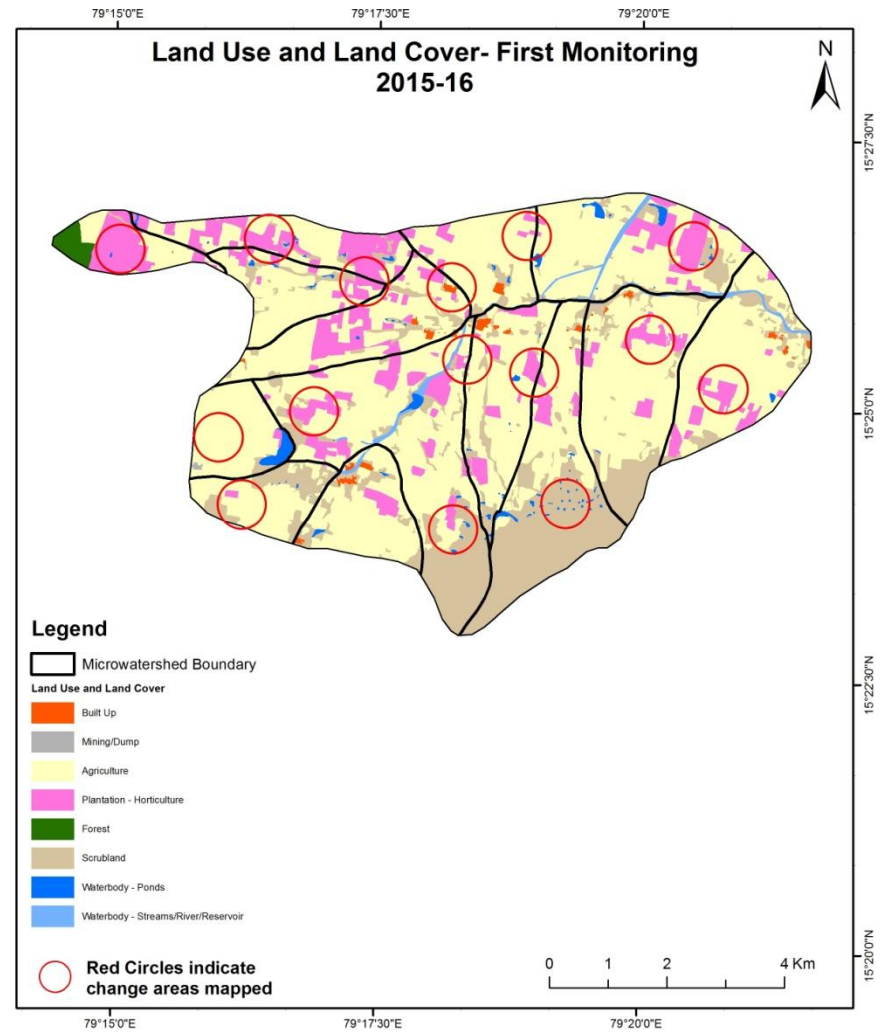 79°15'0"E 79°17'30"E 79°20'0"E
Land Use and Land Cover- First Monitoring
2015-16
N
15°27'30"N
15°25'0"N
15°22'30"N
15°20'0"N
Legend
Microwatershed Boundary
Land Use and Land Cover
Built Up
Mining/Dump
Agriculture
Plantation - Horticulture
Forest
Scrubland
Waterbody - Ponds
Waterbody - Streams/River/Reservoir
Red Circles indicate
change areas mapped
0 1 2 4 Km
79°15'0"E 79°17'30"E 79°20'0"E